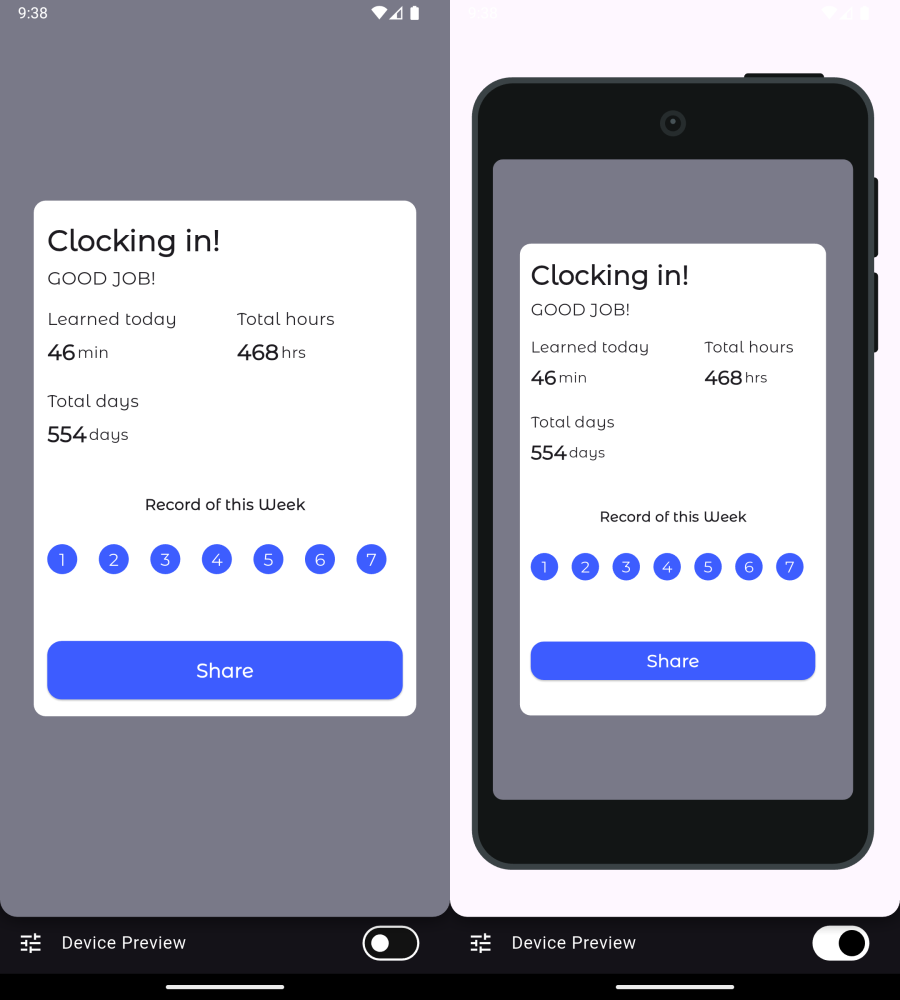 9:38
Clocking in!
GOOD JOB!
Learned today Total hours
46 min 468 hrs
Total days
554 days
Record of this Week
1 2 3 4 5 6 7
Share
Device Preview
Clocking in!
GOOD JOB!
Learned today Total hours
46 min 468 hrs
Total days
554 days
Record of this Week
1 2 3 4 5 6 7
Share
Device Preview